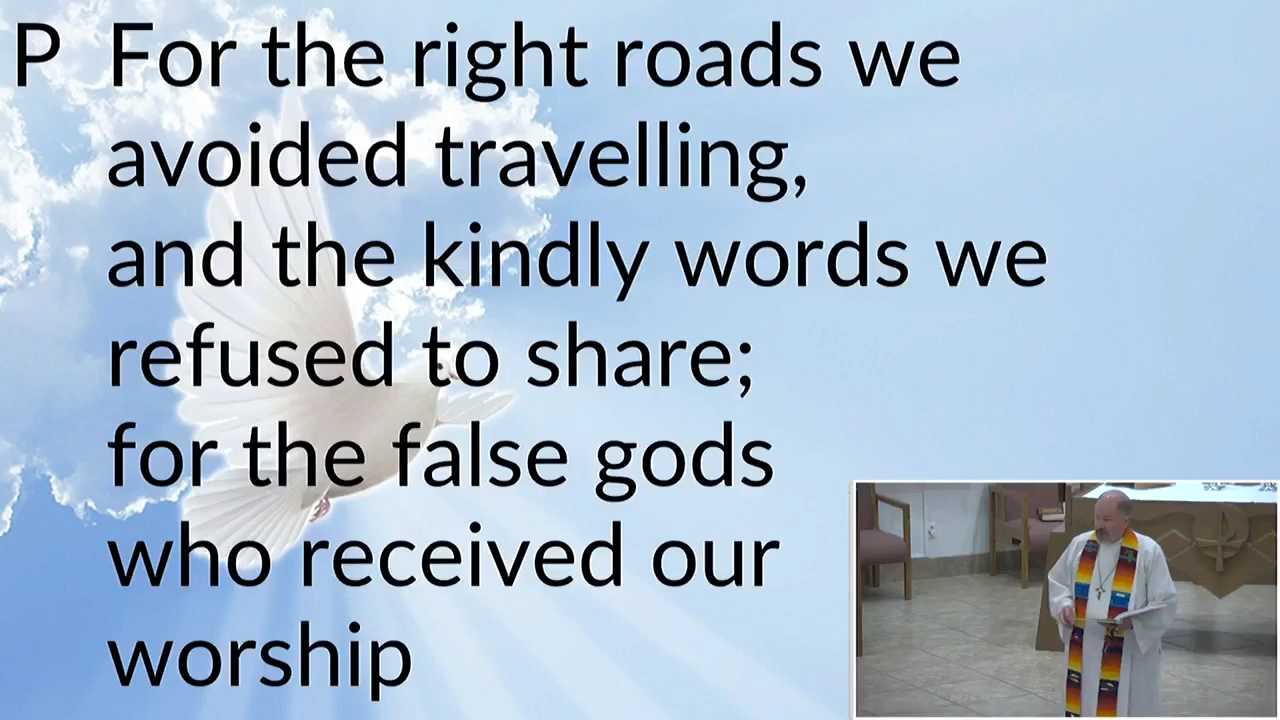 P For the right roads we
avoided travelling,
and the kindly words we
refused to share;
for the false gods
who received our
worship